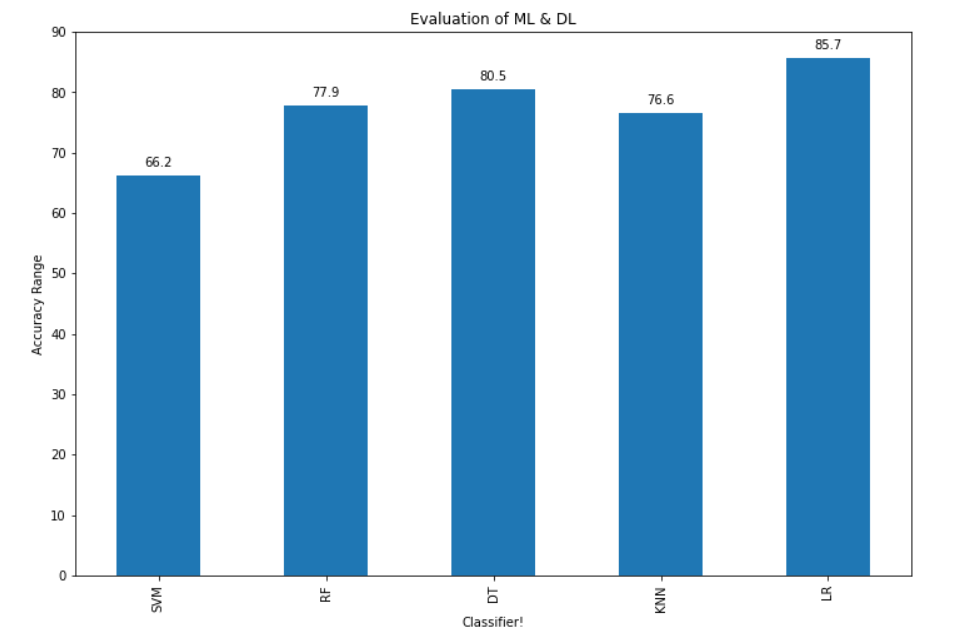 Evaluation of ML & DL
90
80
70
60
50
40
30
20
10
0
Accuracy Range
66.2
77.9
80.5
76.6
85.7
SVM
RF
DT
KNN
LR
Classifier!